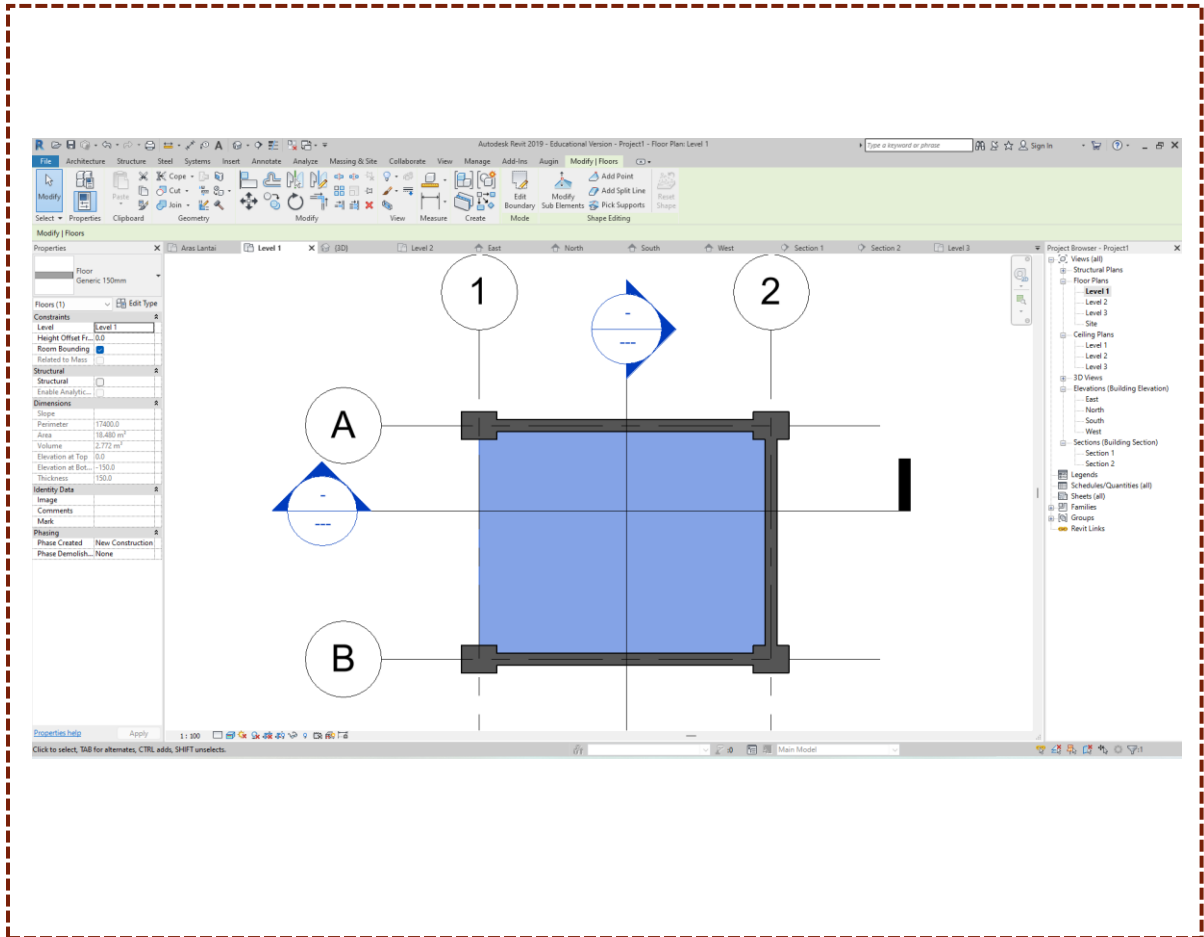 Autodesk Revit 2019 - Educational Version - Project1 - Floor Plan: Level 1
Type a keyword or phrase
Sign In
File Architecture Structure Steel Systems Insert Annotate Analyze Massing & Site Collaborate View Manage Add-Ins Augin Modify | Floors
Modify
Paste
Cope
Cut
Join
Edit Boundary
Modify Sub Elements
Add Point
Add Split Line
Pick Supports
Reset Shape
Select Properties Clipboard Geometry Modify View Measure Create Mode Shape Editing
Modify | Floors
Properties
Aras Lantai Level 1 {3D} Level 2 East North South West Section 1 Section 2 Level 3
Floor
Generic 150mm
Floors (1) Edit Type
Constraints
Level Level 1
Height Offset Fr... 0.0
Room Bounding
Related to Mass
Structural
Structural
Enable Analytic...
Dimensions
Slope
Perimeter 17400.0
Area 18.480 m²
Volume 2.772 m³
Elevation at Top 0.0
Elevation at Bot... -150.0
Thickness 150.0
Identity Data
Image
Comments
Mark
Phasing
Phase Created New Construction
Phase Demolish... None
Properties help Apply
1 2
A
B
-
---
-
---
Project Browser - Project1
Views (all)
Structural Plans
Floor Plans
Level 1
Level 2
Level 3
Site
Ceiling Plans
Level 1
Level 2
Level 3
3D Views
Elevations (Building Elevation)
East
North
South
West
Sections (Building Section)
Section 1
Section 2
Legends
Schedules/Quantities (all)
Sheets (all)
Families
Groups
Revit Links
1 : 100
Click to select, TAB for alternates, CTRL adds, SHIFT unselects.
:0
Main Model
:1